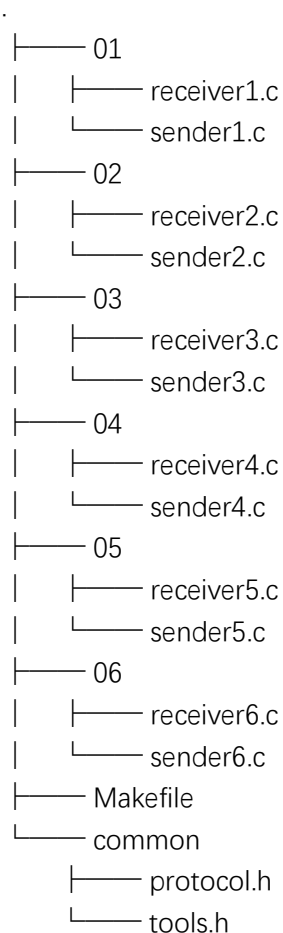 .
├── 01
│   ├── receiver1.c
│   └── sender1.c
├── 02
│   ├── receiver2.c
│   └── sender2.c
├── 03
│   ├── receiver3.c
│   └── sender3.c
├── 04
│   ├── receiver4.c
│   └── sender4.c
├── 05
│   ├── receiver5.c
│   └── sender5.c
├── 06
│   ├── receiver6.c
│   └── sender6.c
├── Makefile
└── common
    ├── protocol.h
    └── tools.h